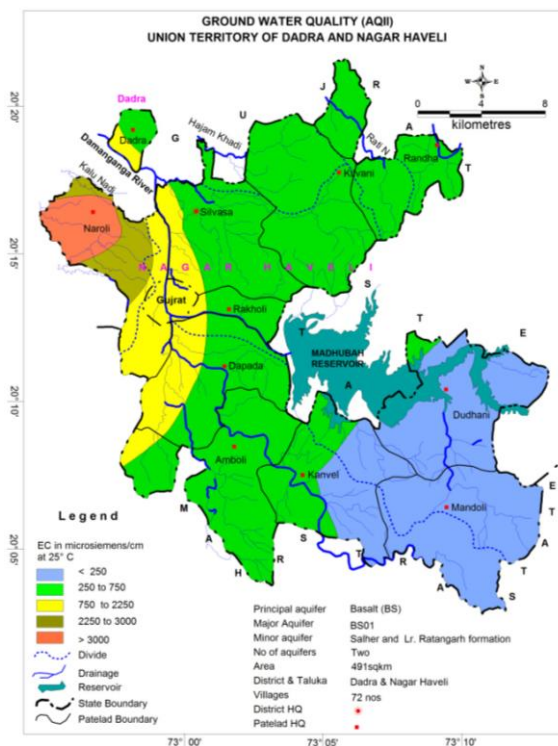 GROUND WATER QUALITY (AQII)
UNION TERRITORY OF DADRA AND NAGAR HAVELI
N
W E
S
0 4 8
kilometres
20°20'
20°15'
20°10'
20°05'
73°00'
73°05'
73°10'
Dadra
Dadra
Damanganga River
Kalu Nadi
Hajam Khadi
Rati N.
G U J R A T
Randha
Kilvani
Silvasa
Naroli
N A G A R H A V E L I
Gujrat
Rakholi
S T A T E
MADHUBAH
RESERVOIR
Dapada
Dudhani
Amboli
Kanvel
Mandoli
M A H R S T R A S T A T E
Legend
EC in microsiemens/cm
at 25° C
< 250
250 to 750
750 to 2250
2250 to 3000
> 3000
Divide
Drainage
Reservoir
State Boundary
Patelad Boundary
Principal aquifer Basalt (BS)
Major Aquifer BS01
Minor aquifer Salher and Lr. Ratangarh formation
No of aquifers Two
Area 491sqkm
District & Taluka Dadra & Nagar Haveli
Villages 72 nos
District HQ
Patelad HQ